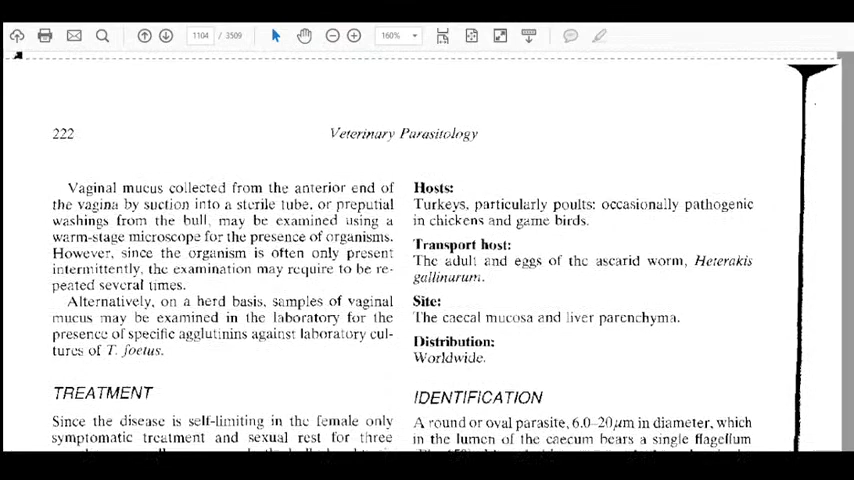 1104 / 3509
160%
222
Veterinary Parasitology
Vaginal mucus collected from the anterior end of
the vagina by suction into a sterile tube, or preputial
washings from the bull, may be examined using a
warm-stage microscope for the presence of organisms.
However, since the organism is often only present
intermittently, the examination may require to be re-
peated several times.
Alternatively, on a herd basis, samples of vaginal
mucus may be examined in the laboratory for the
presence of specific agglutinins against laboratory cul-
tures of T. foetus.
TREATMENT
Since the disease is self-limiting in the female only
symptomatic treatment and sexual rest for three
Hosts:
Turkeys, particularly poults: occasionally pathogenic
in chickens and game birds.
Transport host:
The adult and eggs of the ascarid worm, Heterakis
gallinarum.
Site:
The caecal mucosa and liver parenchyma.
Distribution:
Worldwide.
IDENTIFICATION
A round or oval parasite, 6.0–20μm in diameter, which
in the lumen of the caecum bears a single flagellum